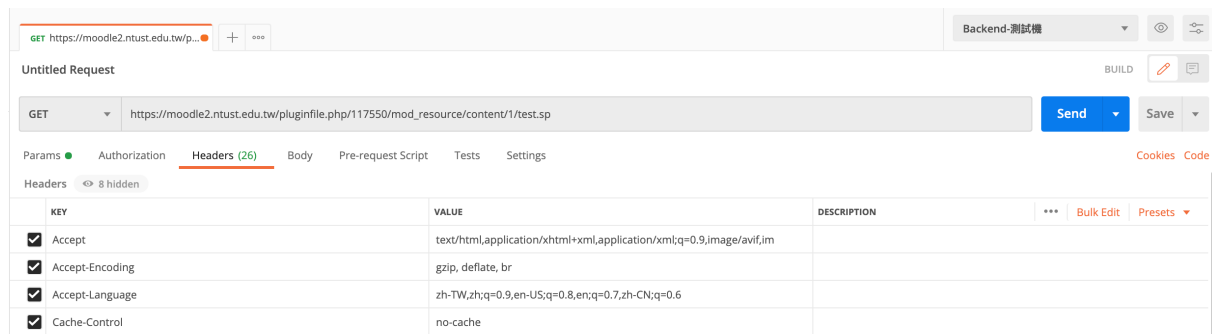 GET https://moodle2.ntust.edu.tw/p... Backend-測試機
Untitled Request BUILD
GET https://moodle2.ntust.edu.tw/pluginfile.php/117550/mod_resource/content/1/test.sp Send Save
Params Authorization Headers (26) Body Pre-request Script Tests Settings Cookies Code
Headers 8 hidden
KEY VALUE DESCRIPTION ••• Bulk Edit Presets
Accept text/html,application/xhtml+xml,application/xml;q=0.9,image/avif,im
Accept-Encoding gzip, deflate, br
Accept-Language zh-TW,zh;q=0.9,en-US;q=0.8,en;q=0.7,zh-CN;q=0.6
Cache-Control no-cache